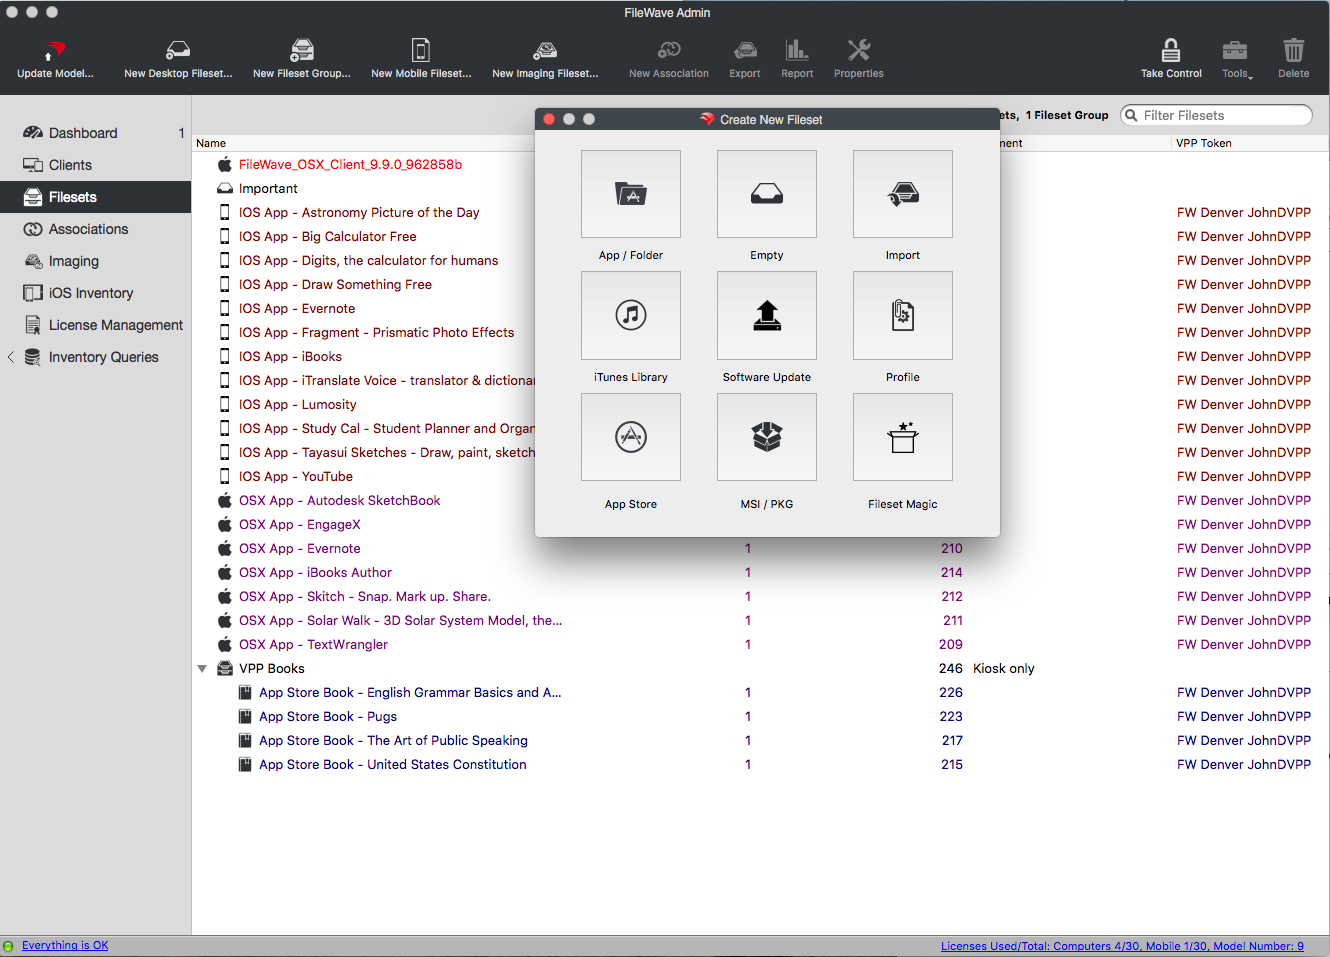 FileWave Admin
Update Model...
New Desktop Fileset...
New Fileset Group...
New Mobile Fileset...
New Imaging Fileset...
New Association
Export
Report
Properties
Take Control
Tools
Delete
Dashboard 1
Clients
Filesets
Associations
Imaging
iOS Inventory
License Management
Inventory Queries
ets, 1 Fileset Group
Filter Filesets
Name
ment
VPP Token
FileWave_OSX_Client_9.9.0_962858b
Important
IOS App - Astronomy Picture of the Day FW Denver JohnDVPP
IOS App - Big Calculator Free FW Denver JohnDVPP
IOS App - Digits, the calculator for humans FW Denver JohnDVPP
IOS App - Draw Something Free FW Denver JohnDVPP
IOS App - Evernote FW Denver JohnDVPP
IOS App - Fragment - Prismatic Photo Effects FW Denver JohnDVPP
IOS App - iBooks FW Denver JohnDVPP
IOS App - iTranslate Voice - translator & dictionar FW Denver JohnDVPP
IOS App - Lumosity FW Denver JohnDVPP
IOS App - Study Cal - Student Planner and Organ FW Denver JohnDVPP
IOS App - Tayasui Sketches - Draw, paint, sketch FW Denver JohnDVPP
IOS App - YouTube FW Denver JohnDVPP
OSX App - Autodesk SketchBook FW Denver JohnDVPP
OSX App - EngageX FW Denver JohnDVPP
OSX App - Evernote 1 210 FW Denver JohnDVPP
OSX App - iBooks Author 1 214 FW Denver JohnDVPP
OSX App - Skitch - Snap. Mark up. Share. 1 212 FW Denver JohnDVPP
OSX App - Solar Walk - 3D Solar System Model, the... 1 211 FW Denver JohnDVPP
OSX App - TextWrangler 1 209 FW Denver JohnDVPP
VPP Books 246 Kiosk only
App Store Book - English Grammar Basics and A... 1 226 FW Denver JohnDVPP
App Store Book - Pugs 1 223 FW Denver JohnDVPP
App Store Book - The Art of Public Speaking 1 217 FW Denver JohnDVPP
App Store Book - United States Constitution 1 215 FW Denver JohnDVPP
Create New Fileset
App / Folder
Empty
Import
iTunes Library
Software Update
Profile
App Store
MSI / PKG
Fileset Magic
Everything is OK
Licenses Used/Total: Computers 4/30, Mobile 1/30, Model Number: 9